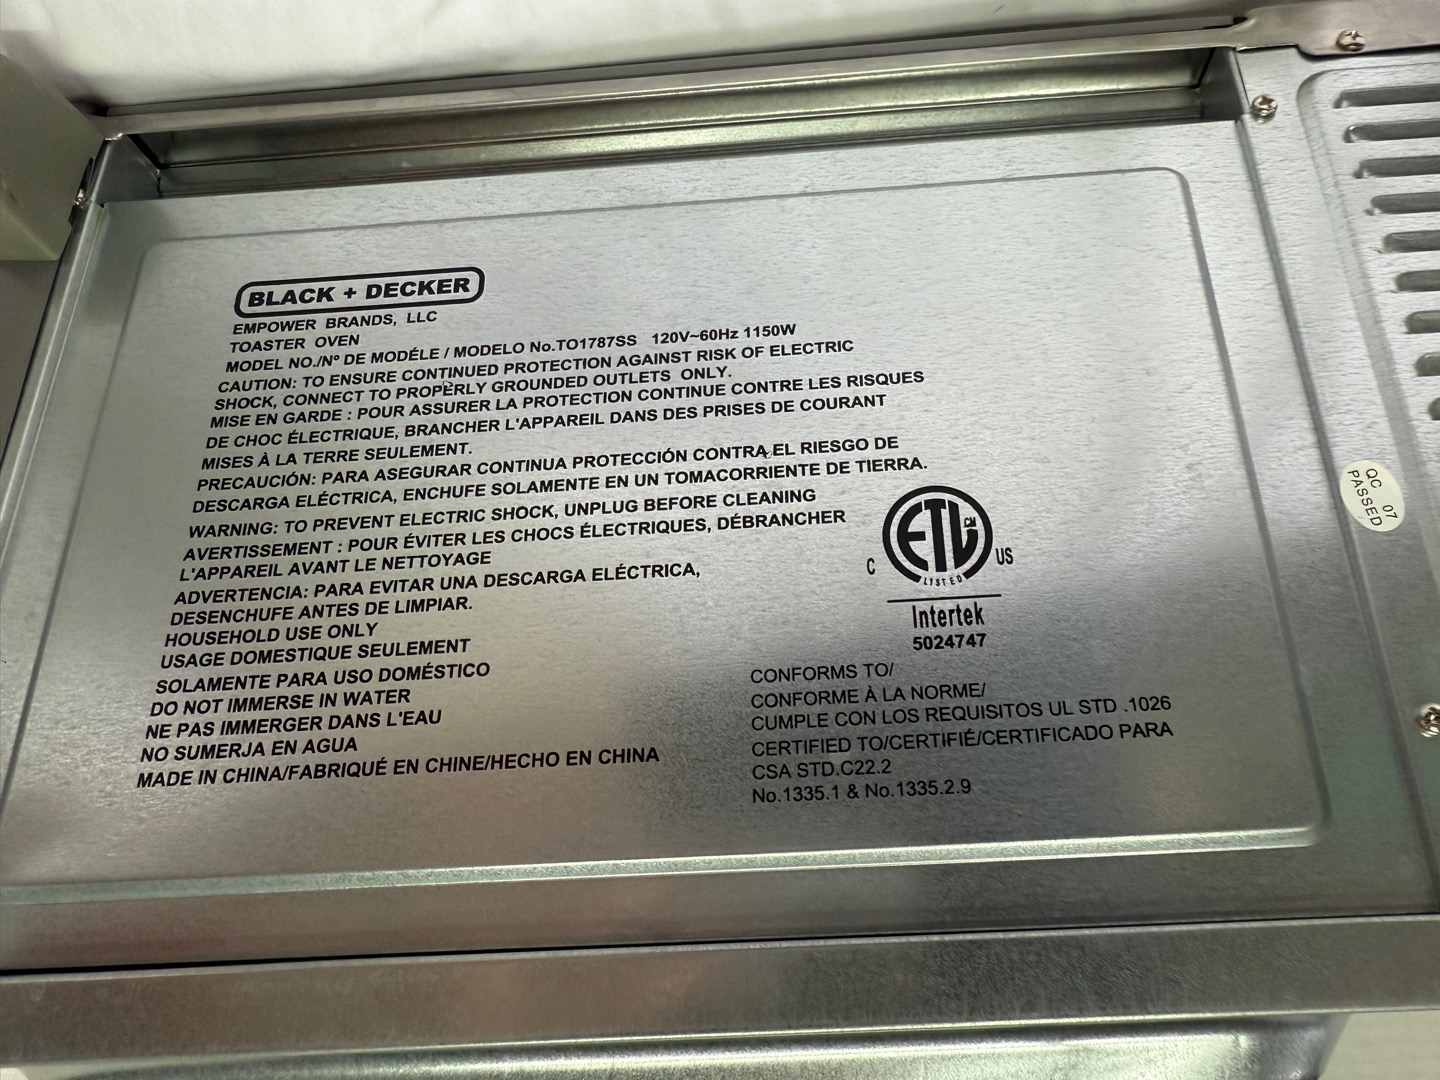 BLACK + DECKER
EMPOWER BRANDS, LLC
TOASTER OVEN
MODEL NO./Nº DE MODÉLE / MODELO No.TO1787SS 120V~60Hz 1150W
CAUTION: TO ENSURE CONTINUED PROTECTION AGAINST RISK OF ELECTRIC
SHOCK, CONNECT TO PROPERLY GROUNDED OUTLETS ONLY.
MISE EN GARDE : POUR ASSURER LA PROTECTION CONTINUE CONTRE LES RISQUES
DE CHOC ÉLECTRIQUE, BRANCHER L'APPAREIL DANS DES PRISES DE COURANT
MISES À LA TERRE SEULEMENT.
PRECAUCIÓN: PARA ASEGURAR CONTINUA PROTECCIÓN CONTRA EL RIESGO DE
DESCARGA ELÉCTRICA, ENCHUFE SOLAMENTE EN UN TOMACORRIENTE DE TIERRA.
WARNING: TO PREVENT ELECTRIC SHOCK, UNPLUG BEFORE CLEANING
AVERTISSEMENT : POUR ÉVITER LES CHOCS ÉLECTRIQUES, DÉBRANCHER
L'APPAREIL AVANT LE NETTOYAGE
ADVERTENCIA: PARA EVITAR UNA DESCARGA ELÉCTRICA,
DESENCHUFE ANTES DE LIMPIAR.
HOUSEHOLD USE ONLY
USAGE DOMESTIQUE SEULEMENT
SOLAMENTE PARA USO DOMÉSTICO
DO NOT IMMERSE IN WATER
NE PAS IMMERGER DANS L'EAU
NO SUMERJA EN AGUA
MADE IN CHINA/FABRIQUÉ EN CHINE/HECHO EN CHINA
ETL CM
LISTED
C US
Intertek
5024747
CONFORMS TO/
CONFORME À LA NORME/
CUMPLE CON LOS REQUISITOS UL STD .1026
CERTIFIED TO/CERTIFIÉ/CERTIFICADO PARA
CSA STD.C22.2
No.1335.1 & No.1335.2.9
QC 07
PASSED